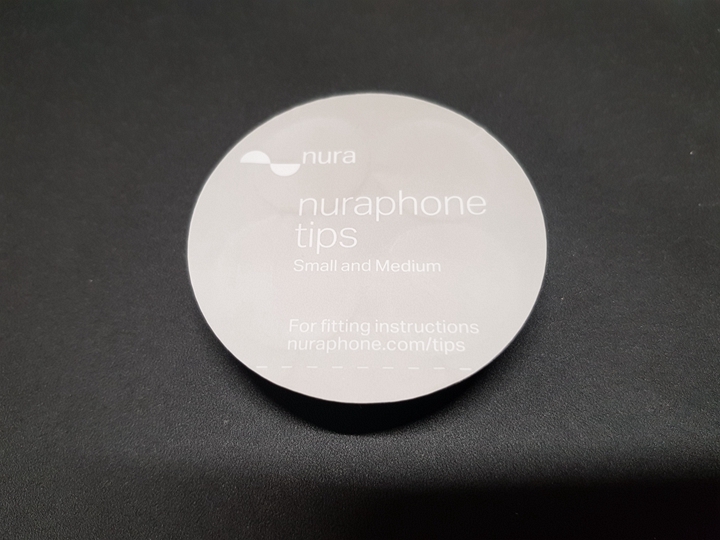 nura
nuraphone
tips
Small and Medium
For fitting instructions
nuraphone.com/tips